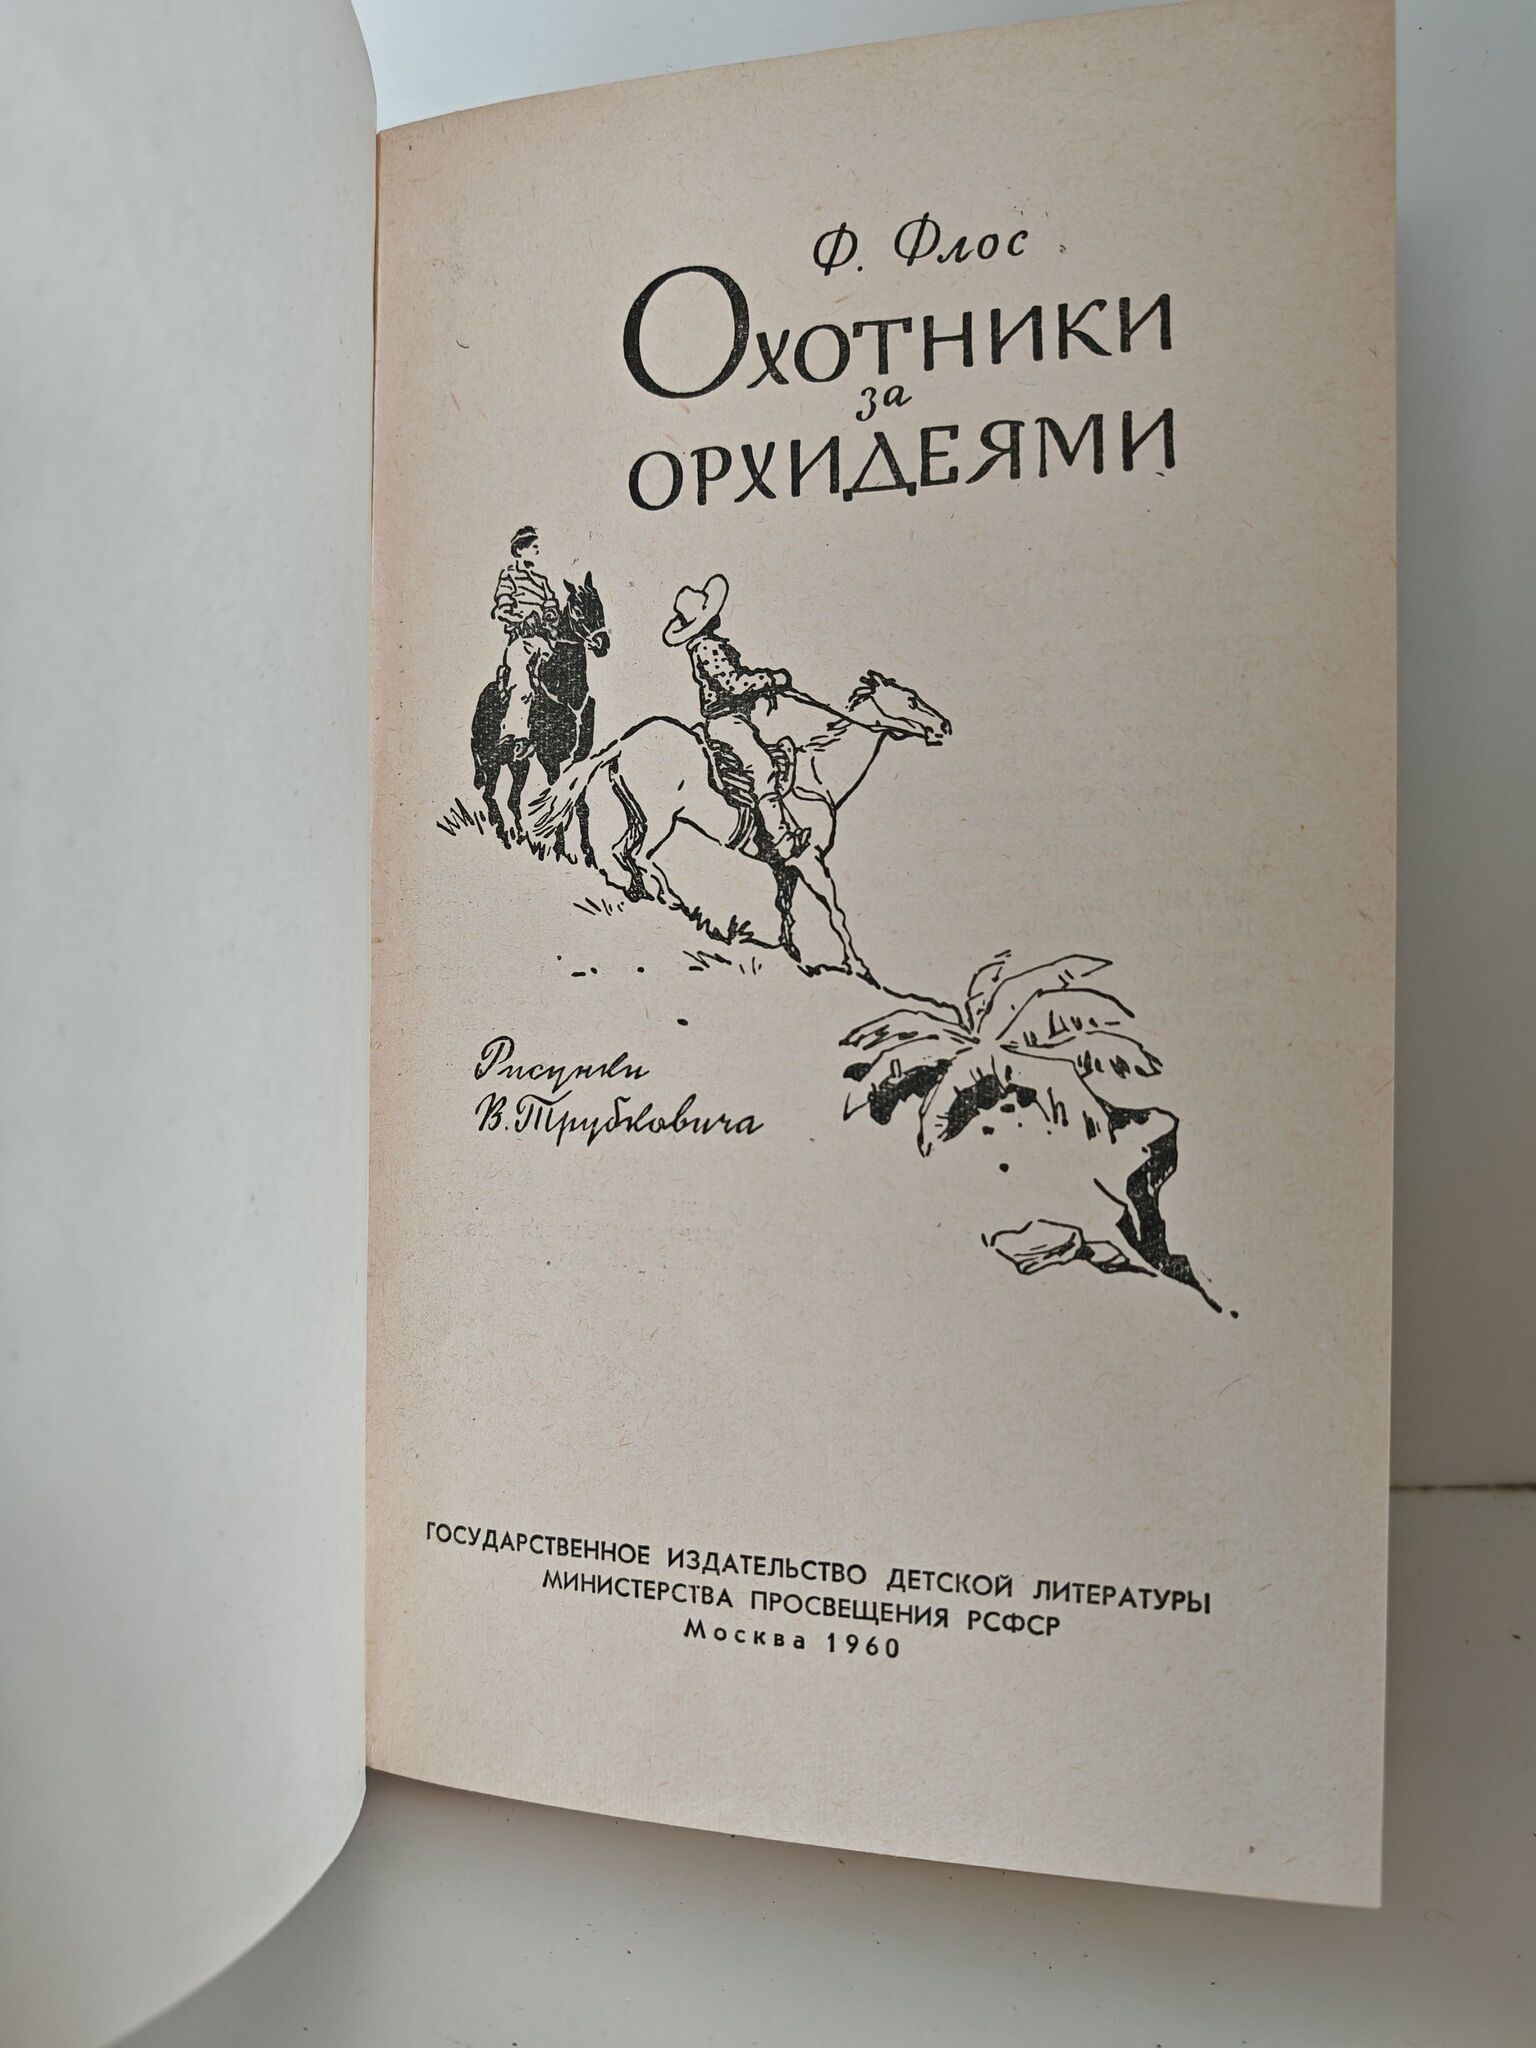 Ф. Флос
Охотники
за
орхидеями
Рисунки
В. Трубковича
ГОСУДАРСТВЕННОЕ ИЗДАТЕЛЬСТВО ДЕТСКОЙ ЛИТЕРАТУРЫ
МИНИСТЕРСТВА ПРОСВЕЩЕНИЯ РСФСР
Москва 1960